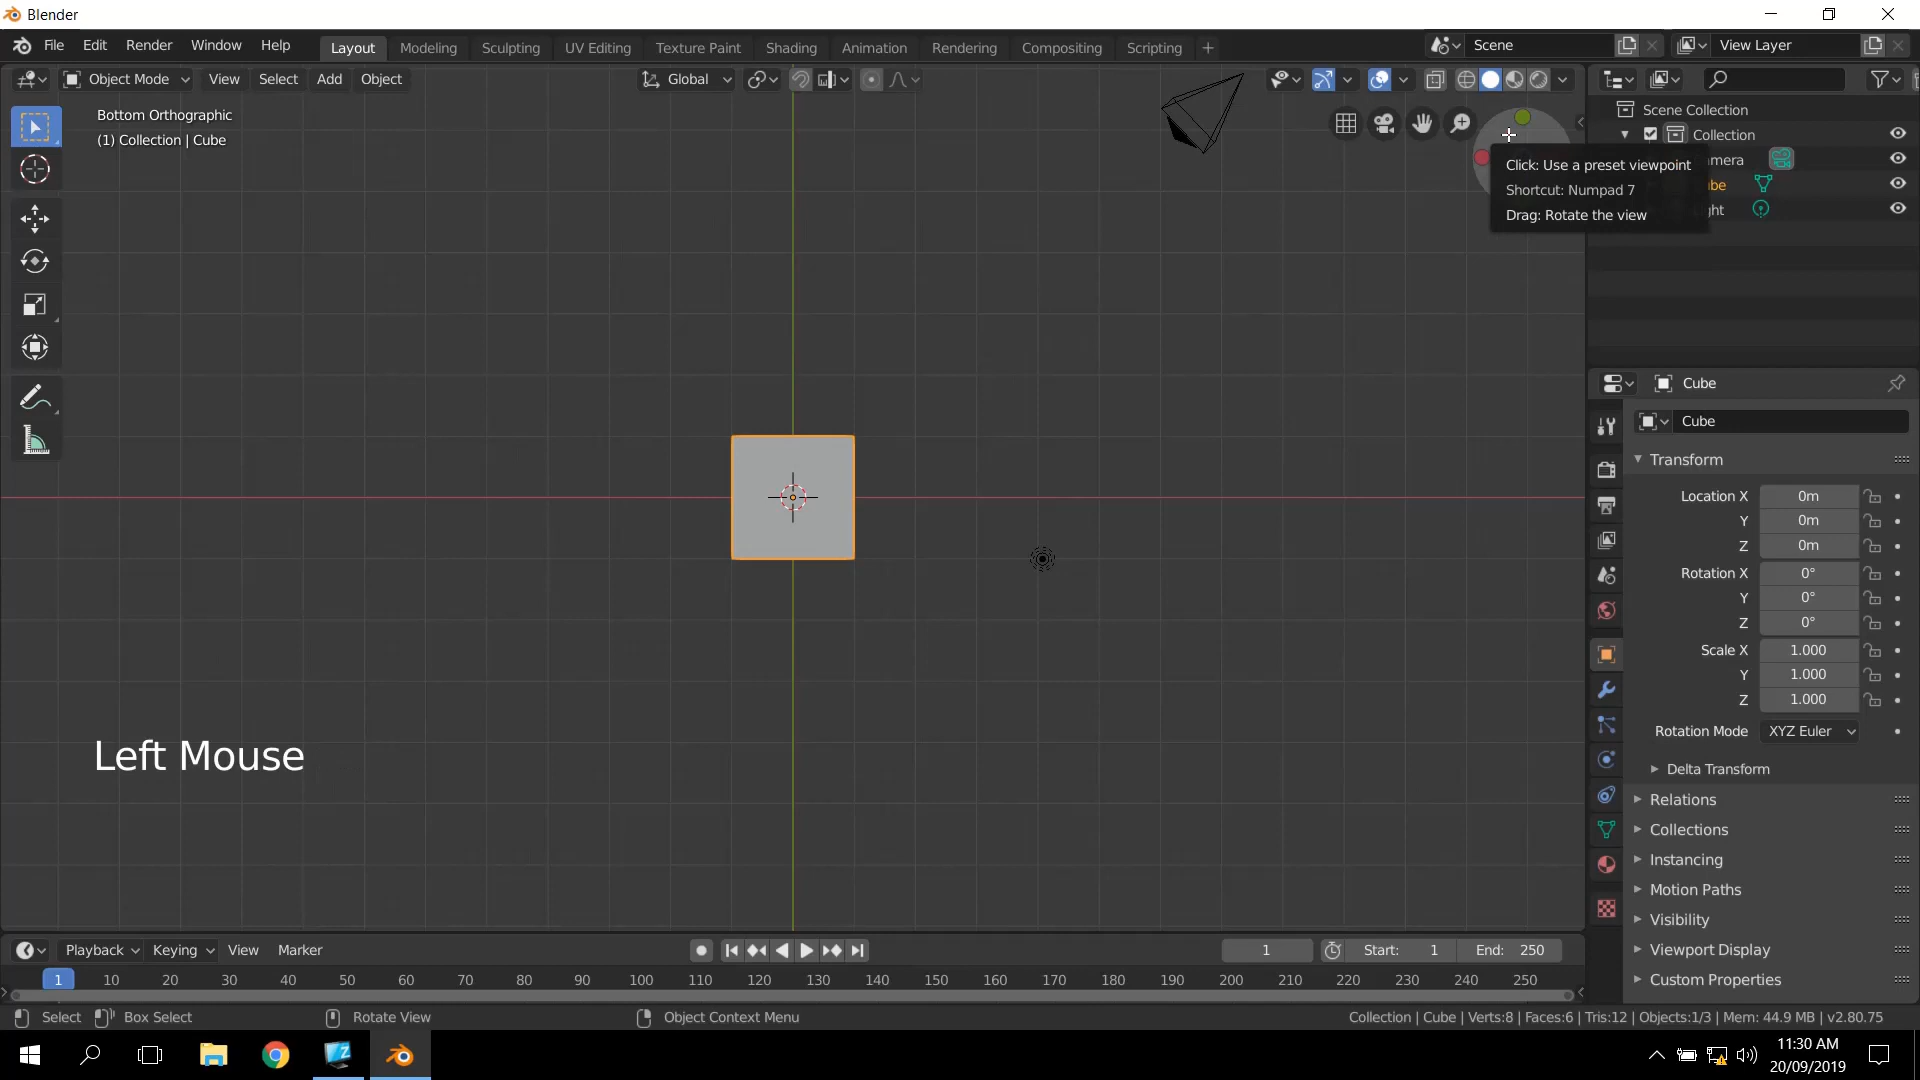 Blender
File Edit Render Window Help
Layout Modeling Sculpting UV Editing Texture Paint Shading Animation Rendering Compositing Scripting +
Scene
View Layer
Object Mode View Select Add Object
Global
Bottom Orthographic
(1) Collection | Cube
Scene Collection
Collection
amera
ube
ght
Click: Use a preset viewpoint
Shortcut: Numpad 7
Drag: Rotate the view
Cube
Cube
Transform
Location X 0m
Y 0m
Z 0m
Rotation X 0°
Y 0°
Z 0°
Scale X 1.000
Y 1.000
Z 1.000
Rotation Mode XYZ Euler
Delta Transform
Relations
Collections
Instancing
Motion Paths
Visibility
Viewport Display
Custom Properties
Left Mouse
Playback Keying View Marker
1
Start: 1
End: 250
1 10 20 30 40 50 60 70 80 90 100 110 120 130 140 150 160 170 180 190 200 210 220 230 240 250
Select Box Select Rotate View Object Context Menu
Collection | Cube | Verts:8 | Faces:6 | Tris:12 | Objects:1/3 | Mem: 44.9 MB | v2.80.75
11:30 AM
20/09/2019